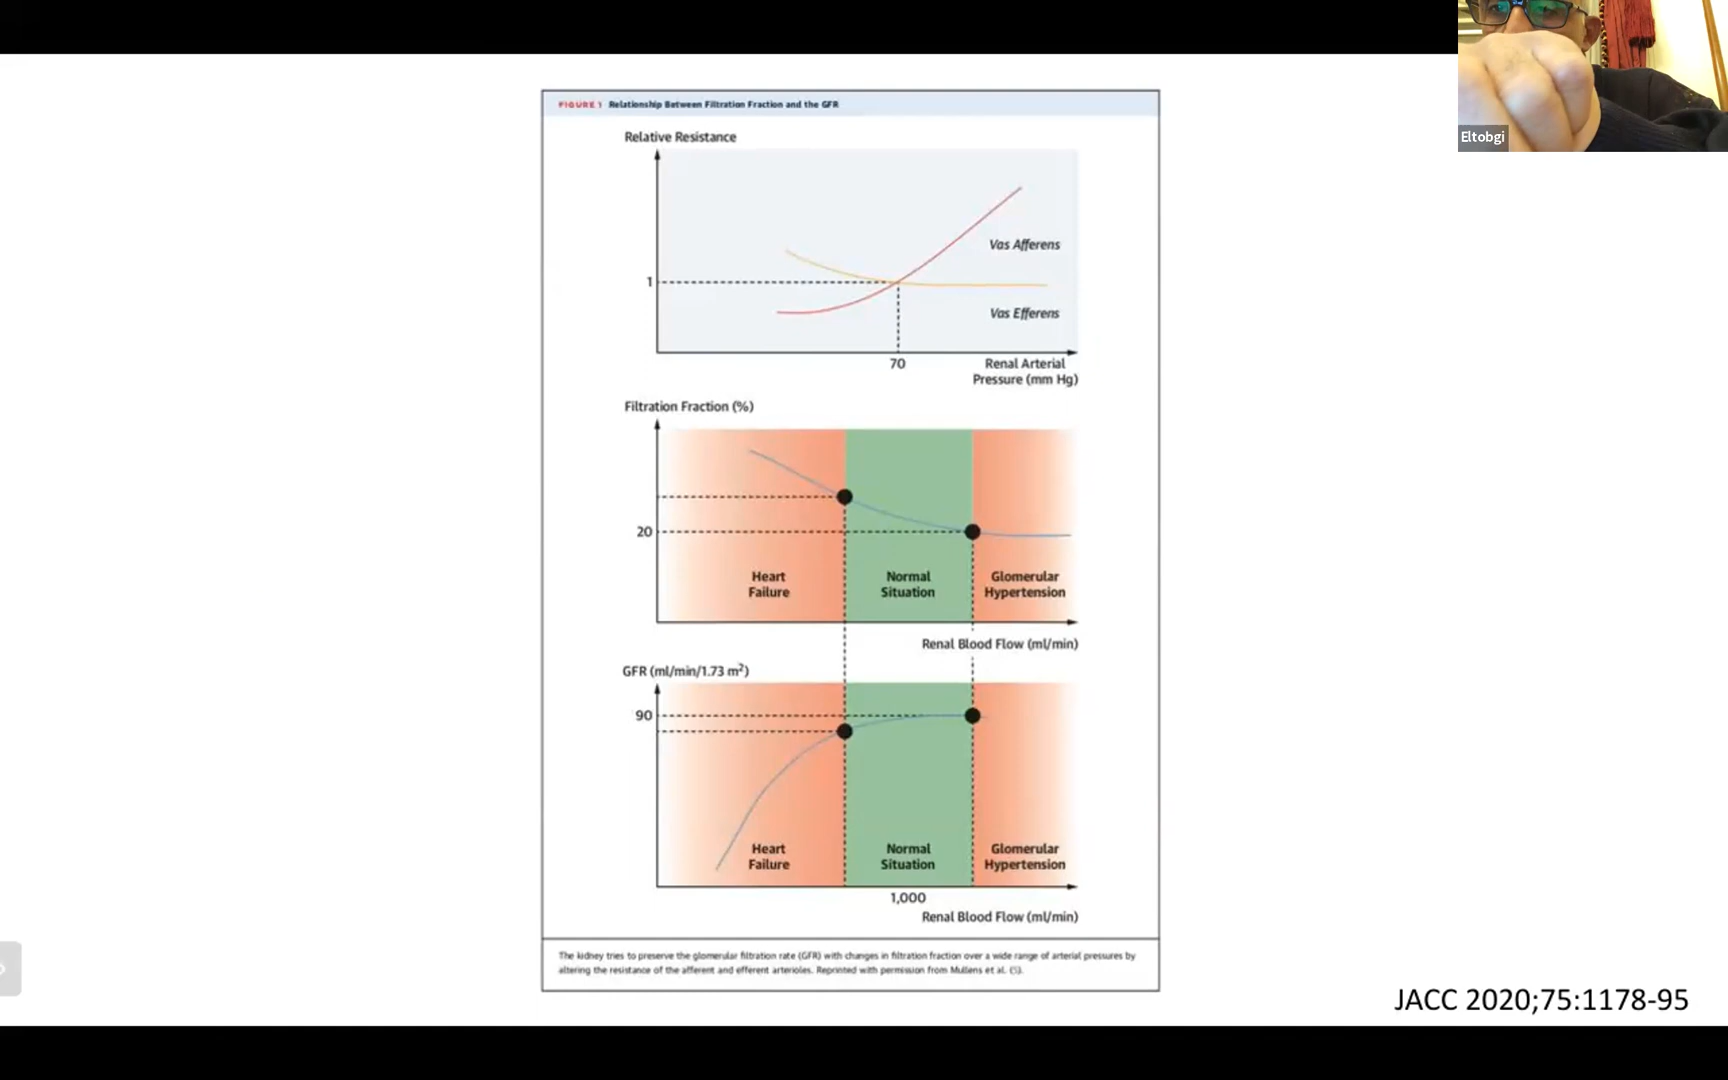 Eltobgi
FIGURE 1 Relationship Between Filtration Fraction and the GFR
Relative Resistance
Vas Afferens
1
Vas Efferens
70
Renal Arterial
Pressure (mm Hg)
Filtration Fraction (%)
20
Heart
Failure
Normal
Situation
Glomerular
Hypertension
Renal Blood Flow (ml/min)
GFR (ml/min/1.73 m²)
90
Heart
Failure
Normal
Situation
Glomerular
Hypertension
1,000
Renal Blood Flow (ml/min)
The kidney tries to preserve the glomerular filtration rate (GFR) with changes in filtration fraction over a wide range of arterial pressures by
altering the resistance of the afferent and efferent arterioles. Reprinted with permission from Mullens et al. (5).
JACC 2020;75:1178-95